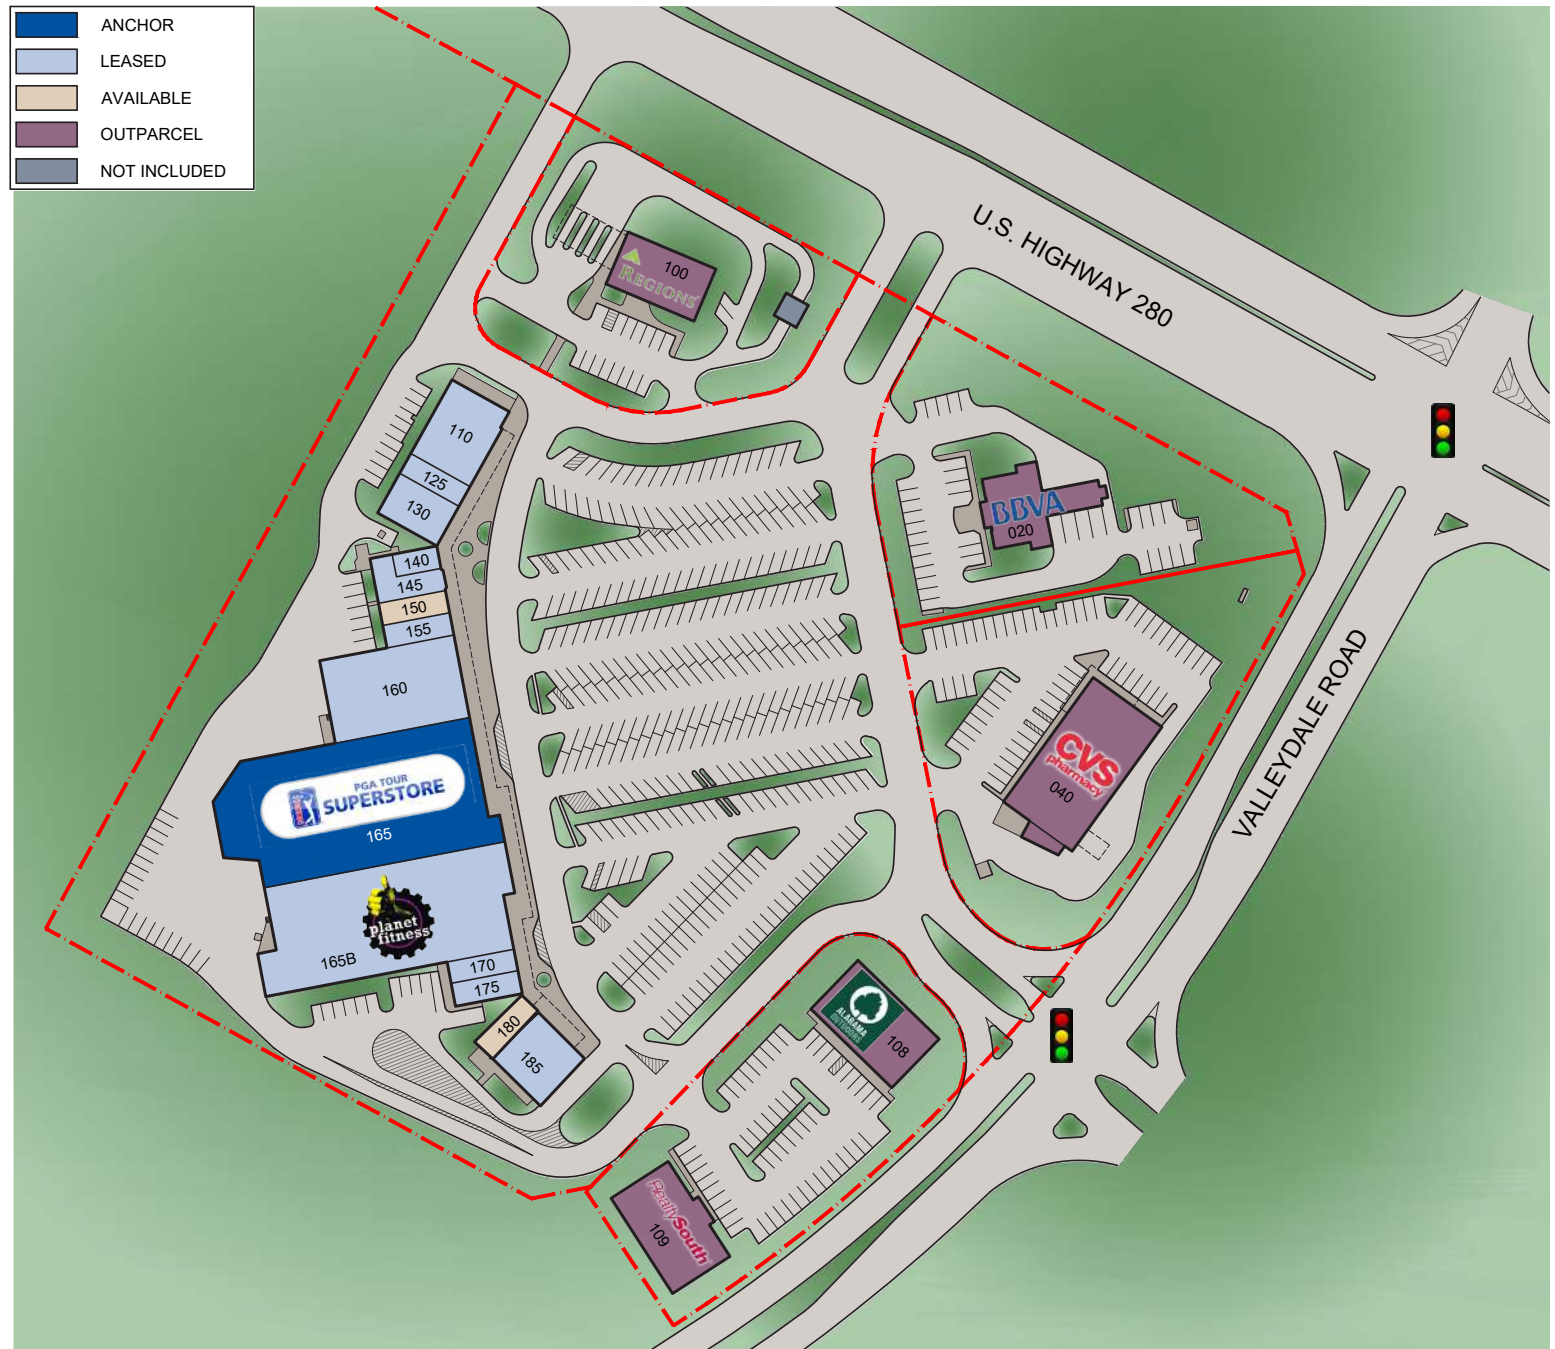 ANCHOR
LEASED
AVAILABLE
OUTPARCEL
NOT INCLUDED
U.S. HIGHWAY 280
100
REGIONS
110
125
130
BBVA
020
140
145
150
155
160
PGA TOUR
SUPERSTORE
165
CVS
pharmacy
040
VALLEYDALE ROAD
planet
fitness
165B
170
175
180
185
ALABAMA
OUTDOORS
108
RealtySouth
109